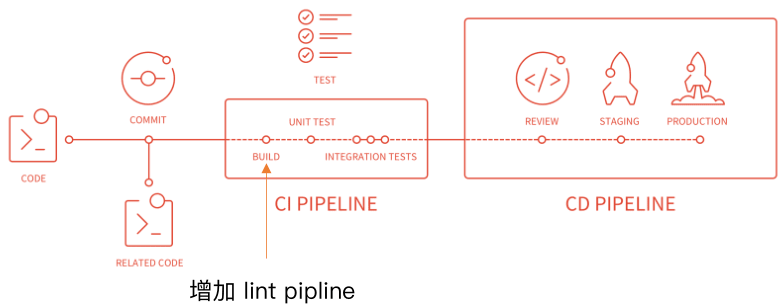 TEST
COMMIT
UNIT TEST
REVIEW
STAGING
PRODUCTION
BUILD
INTEGRATION TESTS
CODE
CI PIPELINE
CD PIPELINE
RELATED CODE
增加 lint pipline